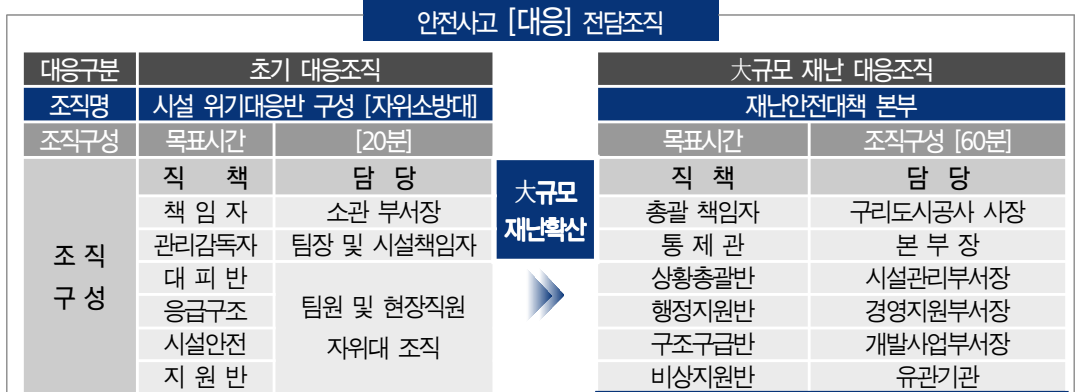 안전사고 [대응] 전담조직
대응구분 초기 대응조직
조직명 시설 위기대응반 구성 [자위소방대]
조직구성 목표시간 [20분]
조 직
구 성
직 책 담 당
책 임 자 소관 부서장
관리감독자 팀장 및 시설책임자
대 피 반
응급구조
시설안전
지 원 반
팀원 및 현장직원
자위대 조직
大규모
재난확산
大규모 재난 대응조직
재난안전대책 본부
목표시간 조직구성 [60분]
직 책 담 당
총괄 책임자 구리도시공사 사장
통 제 관 본 부 장
상황총괄반 시설관리부서장
행정지원반 경영지원부서장
구조구급반 개발사업부서장
비상지원반 유관기관